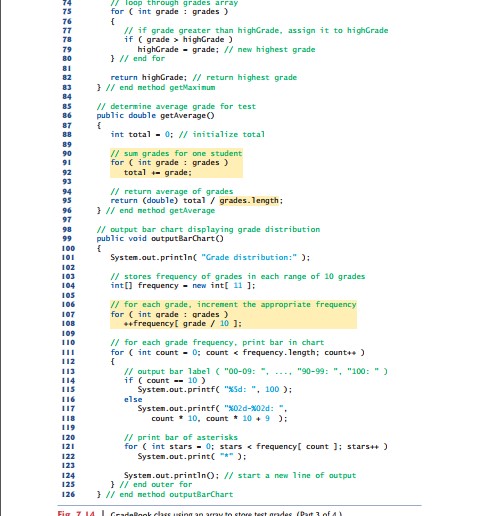 74 // loop through grades array
75 for ( int grade : grades )
76 {
77 // if grade greater than highGrade, assign it to highGrade
78 if ( grade > highGrade )
79 highGrade = grade; // new highest grade
80 } // end for
81
82 return highGrade; // return highest grade
83 } // end method getMaximum
84
85 // determine average grade for test
86 public double getAverage()
87 {
88 int total = 0; // initialize total
89
90 // sum grades for one student
91 for ( int grade : grades )
92 total += grade;
93
94 // return average of grades
95 return (double) total / grades.length;
96 } // end method getAverage
97
98 // output bar chart displaying grade distribution
99 public void outputBarChart()
100 {
101 System.out.println( "Grade distribution:" );
102
103 // stores frequency of grades in each range of 10 grades
104 int[] frequency = new int[ 11 ];
105
106 // for each grade, increment the appropriate frequency
107 for ( int grade : grades )
108 ++frequency[ grade / 10 ];
109
110 // for each grade frequency, print bar in chart
111 for ( int count = 0; count < frequency.length; count++ )
112 {
113 // output bar label ( "00-09: ", ..., "90-99: ", "100: " )
114 if ( count == 10 )
115 System.out.printf( "%5d: ", 100 );
116 else
117 System.out.printf( "%02d-%02d: ",
118 count * 10, count * 10 + 9 );
119
120 // print bar of asterisks
121 for ( int stars = 0; stars < frequency[ count ]; stars++ )
122 System.out.print( "*" );
123
124 System.out.println(); // start a new line of output
125 } // end outer for
126 } // end method outputBarChart
Fig. 7.14 | GradeBook class using an array to store test grades. (Part 3 of 4.)